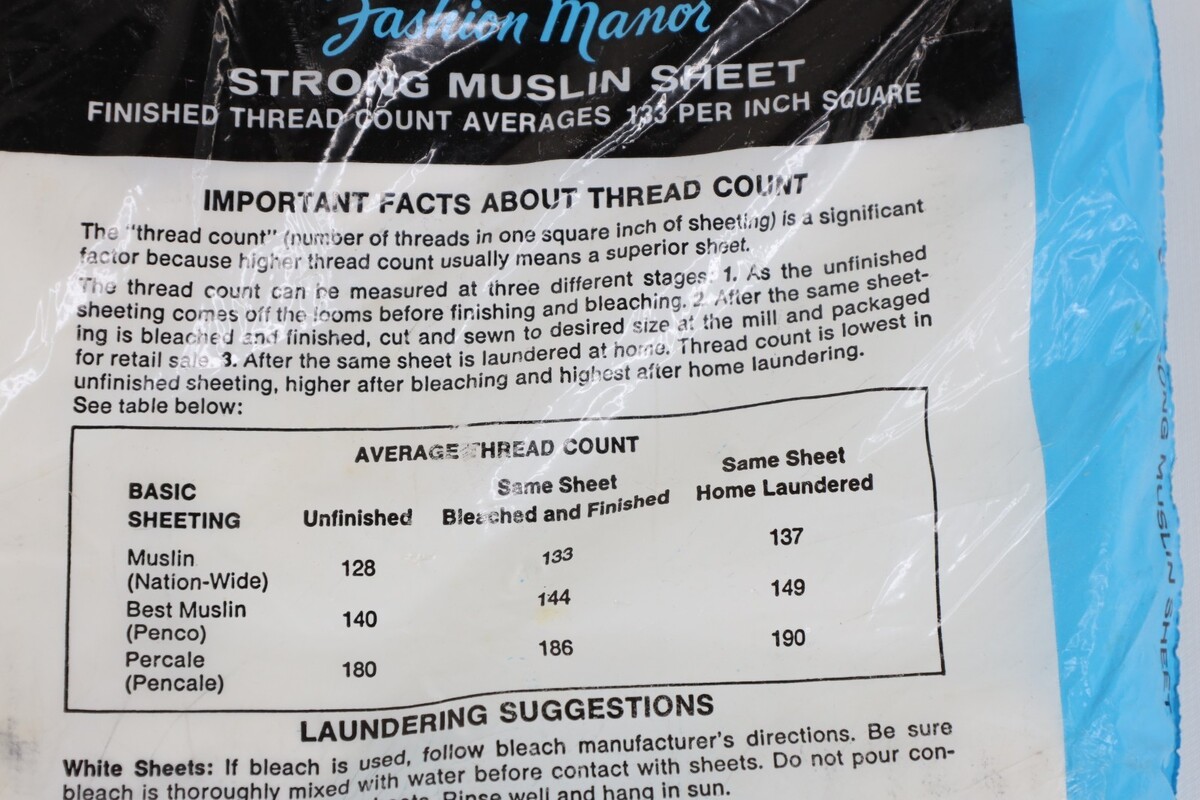 Fashion Manor
STRONG MUSLIN SHEET
FINISHED THREAD COUNT AVERAGES 133 PER INCH SQUARE
IMPORTANT FACTS ABOUT THREAD COUNT
The "thread count" (number of threads in one square inch of sheeting) is a significant
factor because higher thread count usually means a superior sheet.
The thread count can be measured at three different stages: 1. As the unfinished
sheeting comes off the looms before finishing and bleaching. 2. After the same sheet-
ing is bleached and finished, cut and sewn to desired size at the mill and packaged
for retail sale. 3. After the same sheet is laundered at home. Thread count is lowest in
unfinished sheeting, higher after bleaching and highest after home laundering.
See table below:
AVERAGE THREAD COUNT
BASIC SHEETING Unfinished Same Sheet Bleached and Finished Same Sheet Home Laundered
Muslin (Nation-Wide) 128 133 137
Best Muslin (Penco) 140 144 149
Percale (Pencale) 180 186 190
LAUNDERING SUGGESTIONS
White Sheets: If bleach is used, follow bleach manufacturer's directions. Be sure
bleach is thoroughly mixed with water before contact with sheets. Do not pour con-
Rinse well and hang in sun.
MUSLIN SHEET